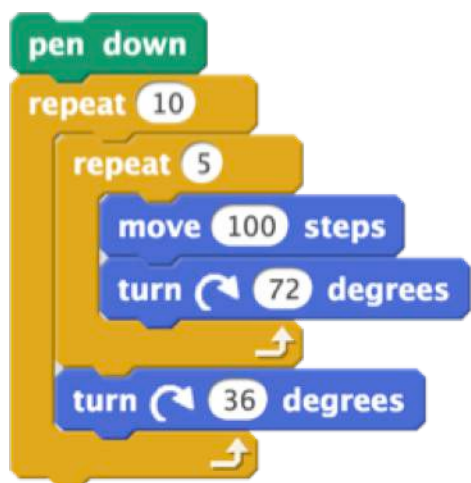 pen down
repeat 10
repeat 5
move 100 steps
turn 72 degrees
turn 36 degrees